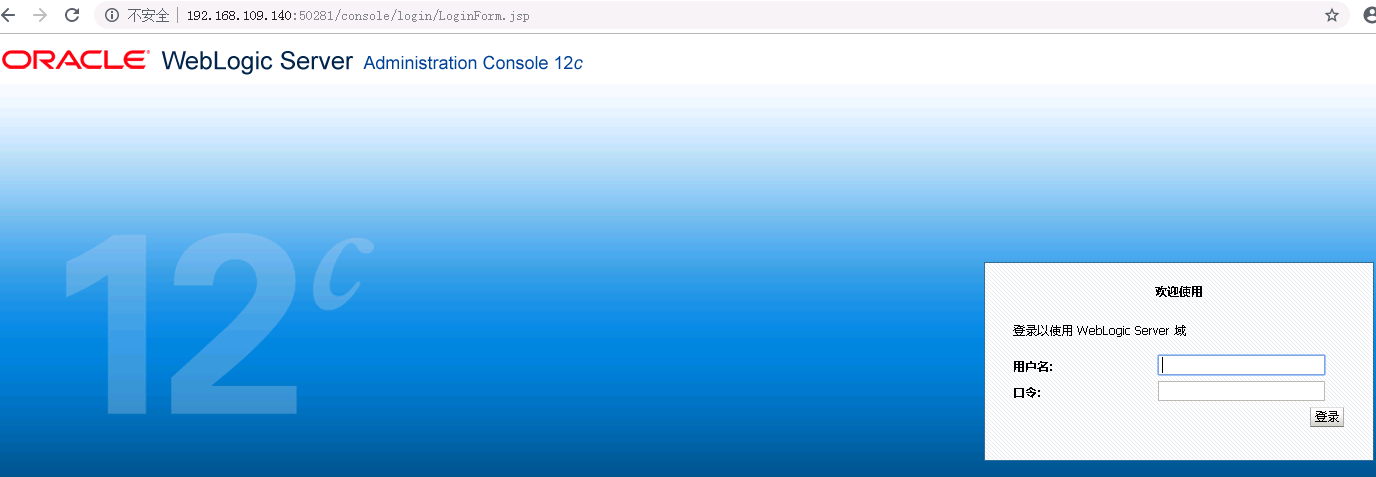 不安全 192.168.109.140:50281/console/login/LoginForm.jsp
ORACLE WebLogic Server Administration Console 12c
12c
欢迎使用
登录以使用 WebLogic Server 域
用户名:
口令:
登录